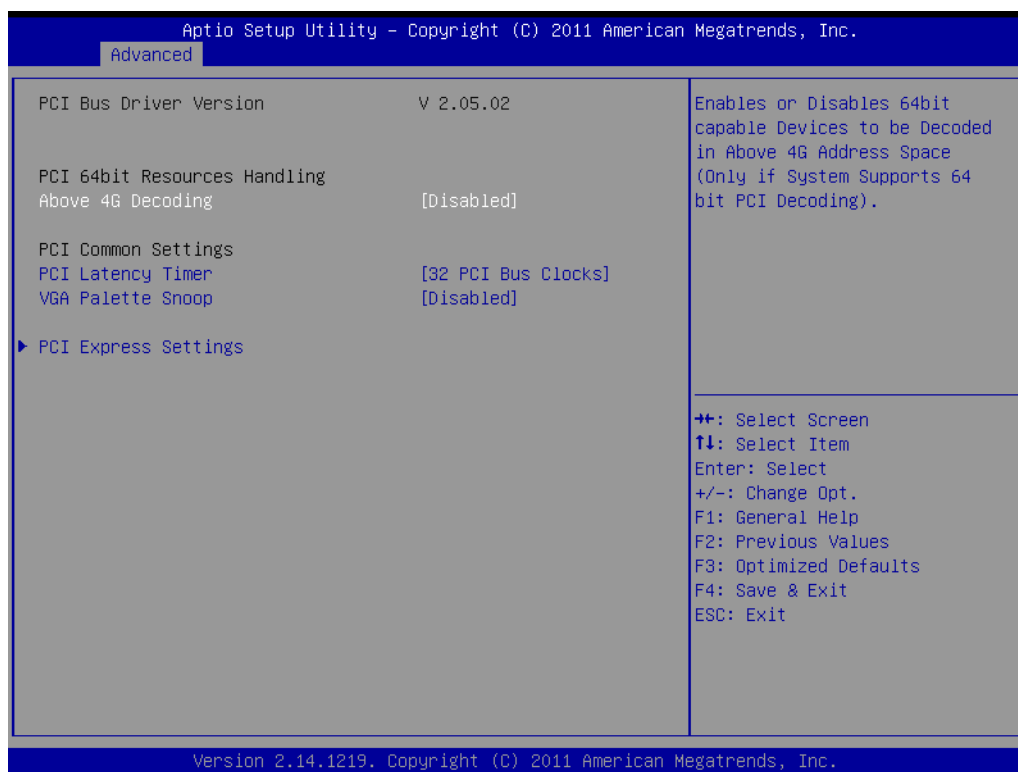 Aptio Setup Utility – Copyright (C) 2011 American Megatrends, Inc.
Advanced
PCI Bus Driver Version V 2.05.02
PCI 64bit Resources Handling
Above 4G Decoding [Disabled]
PCI Common Settings
PCI Latency Timer [32 PCI Bus Clocks]
VGA Palette Snoop [Disabled]
PCI Express Settings
Enables or Disables 64bit
capable Devices to be Decoded
in Above 4G Address Space
(Only if System Supports 64
bit PCI Decoding).
→←: Select Screen
↑↓: Select Item
Enter: Select
+/-: Change Opt.
F1: General Help
F2: Previous Values
F3: Optimized Defaults
F4: Save & Exit
ESC: Exit
Version 2.14.1219. Copyright (C) 2011 American Megatrends, Inc.